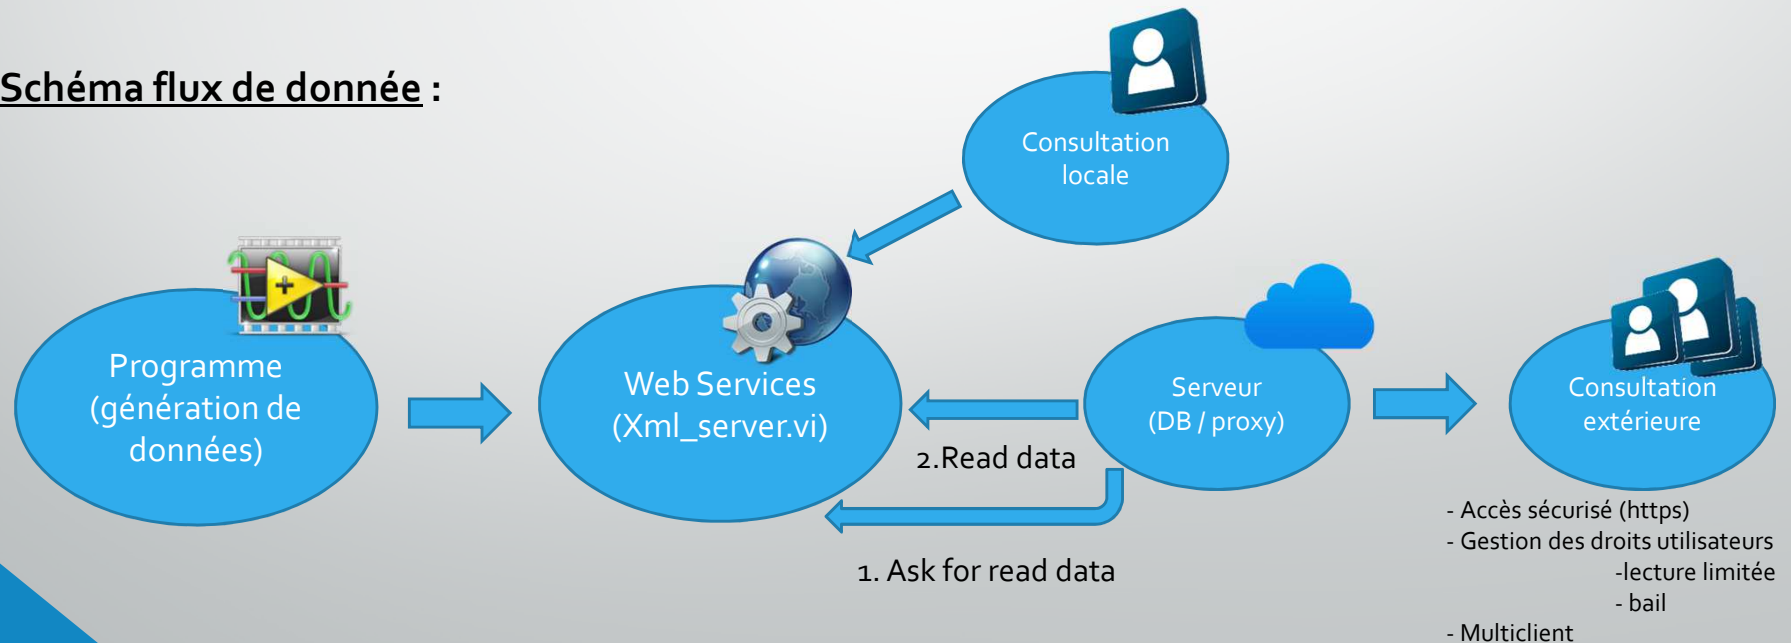 Schéma flux de donnée :
Consultation
locale
Programme
(génération de
données)
Web Services
(Xml_server.vi)
Serveur
(DB / proxy)
Consultation
extérieure
2.Read data
1. Ask for read data
- Accès sécurisé (https)
- Gestion des droits utilisateurs
-lecture limitée
- bail
- Multiclient